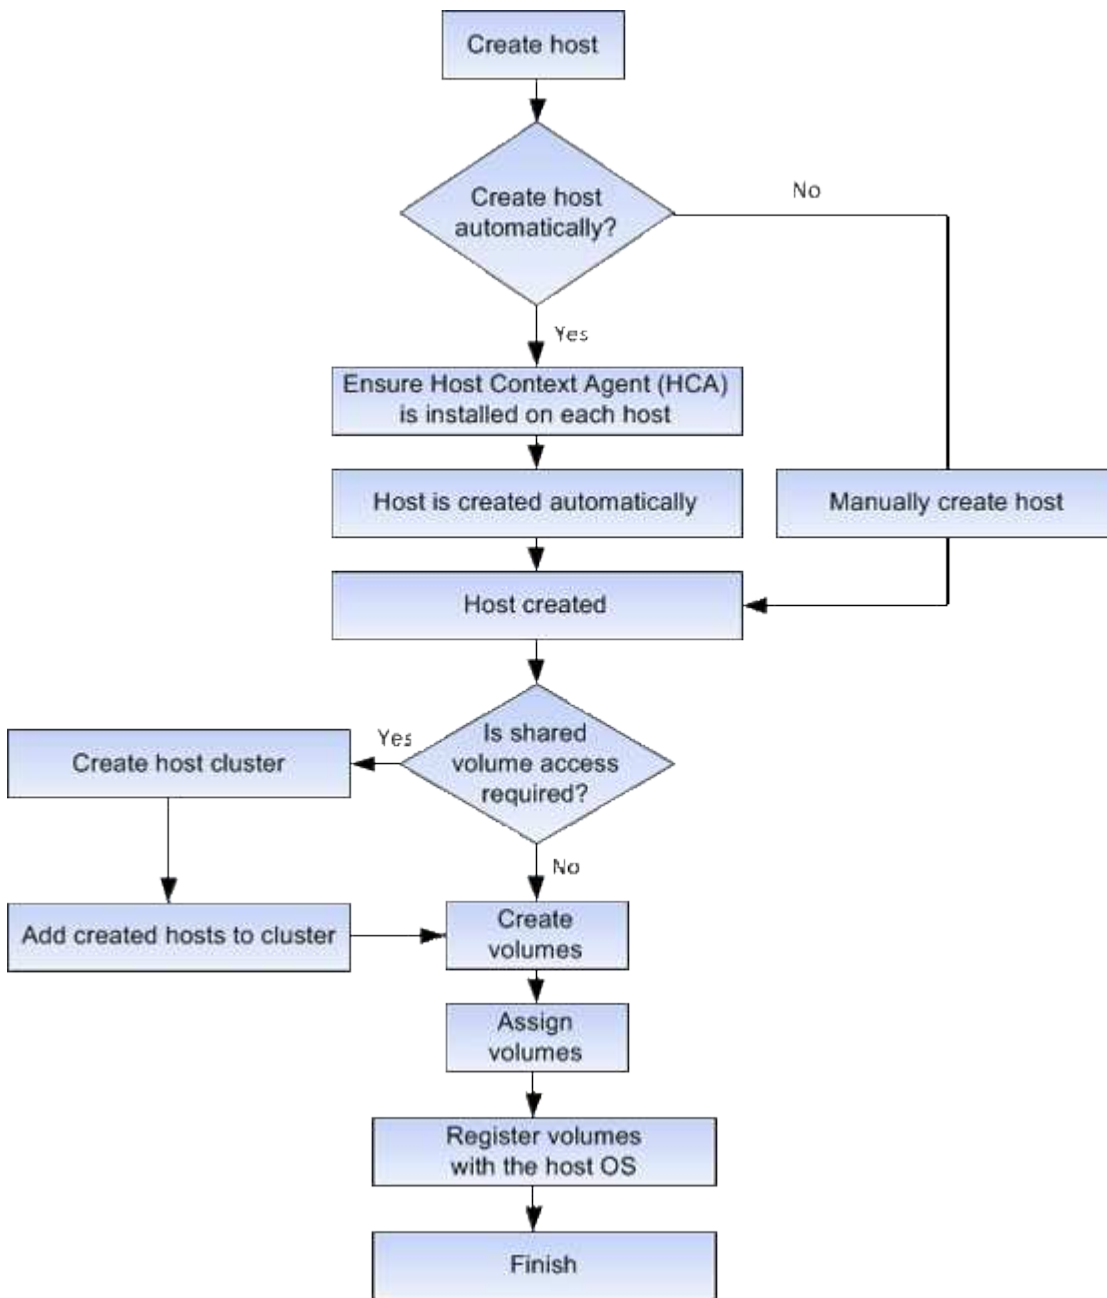 Create host
Create host
automatically?
No
Yes
Ensure Host Context Agent (HCA)
is installed on each host
Host is created automatically
Manually create host
Host created
Is shared
volume access
required?
Yes
Create host cluster
No
Add created hosts to cluster
Create
volumes
Assign
volumes
Register volumes
with the host OS
Finish